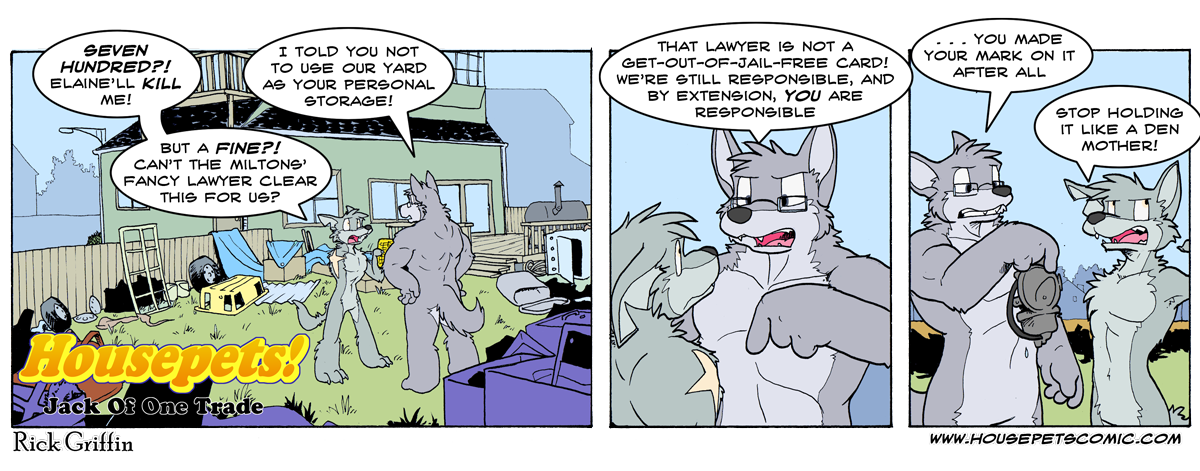 SEVEN
HUNDRED?!
ELAINE'LL KILL
ME!
I TOLD YOU NOT
TO USE OUR YARD
AS YOUR PERSONAL
STORAGE!
BUT A FINE?!
CAN'T THE MILTONS'
FANCY LAWYER CLEAR
THIS FOR US?
Housepets!
Jack Of One Trade
THAT LAWYER IS NOT A
GET-OUT-OF-JAIL-FREE CARD!
WE'RE STILL RESPONSIBLE, AND
BY EXTENSION, YOU ARE
RESPONSIBLE
. . . YOU MADE
YOUR MARK ON IT
AFTER ALL
STOP HOLDING
IT LIKE A DEN
MOTHER!
Rick Griffin
WWW.HOUSEPETSCOMIC.COM